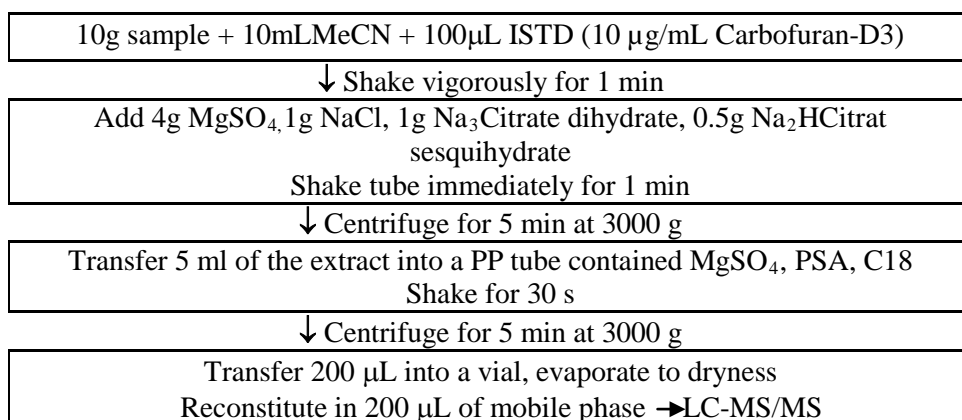 10g sample + 10mLMeCN + 100μL ISTD (10 µg/mL Carbofuran-D3)
↓ Shake vigorously for 1 min
Add 4g MgSO₄,1g NaCl, 1g Na₃Citrate dihydrate, 0.5g Na₂HCitrat
sesquihydrate
Shake tube immediately for 1 min
↓ Centrifuge for 5 min at 3000 g
Transfer 5 ml of the extract into a PP tube contained MgSO₄, PSA, C18
Shake for 30 s
↓ Centrifuge for 5 min at 3000 g
Transfer 200 μL into a vial, evaporate to dryness
Reconstitute in 200 μL of mobile phase →LC-MS/MS